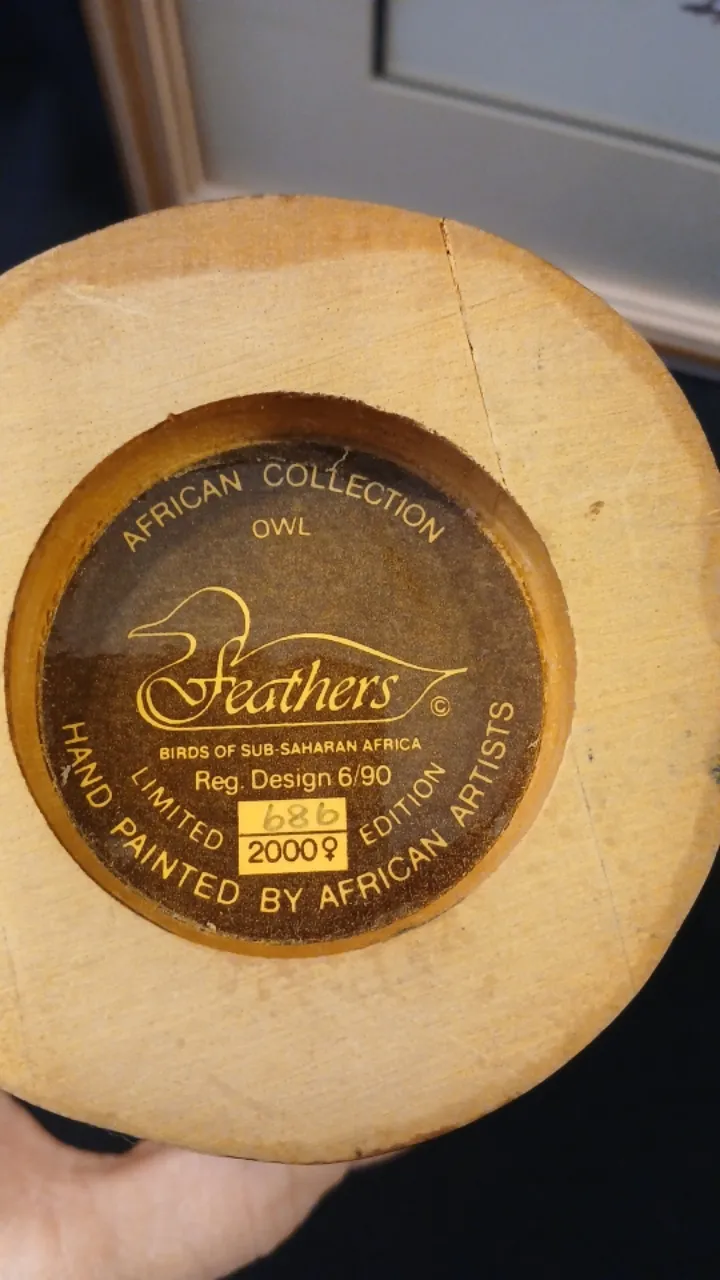 AFRICAN COLLECTION
OWL
Feathers ©
BIRDS OF SUB-SAHARAN AFRICA
Reg. Design 6/90
LIMITED EDITION
686
2000♀
HAND PAINTED BY AFRICAN ARTISTS